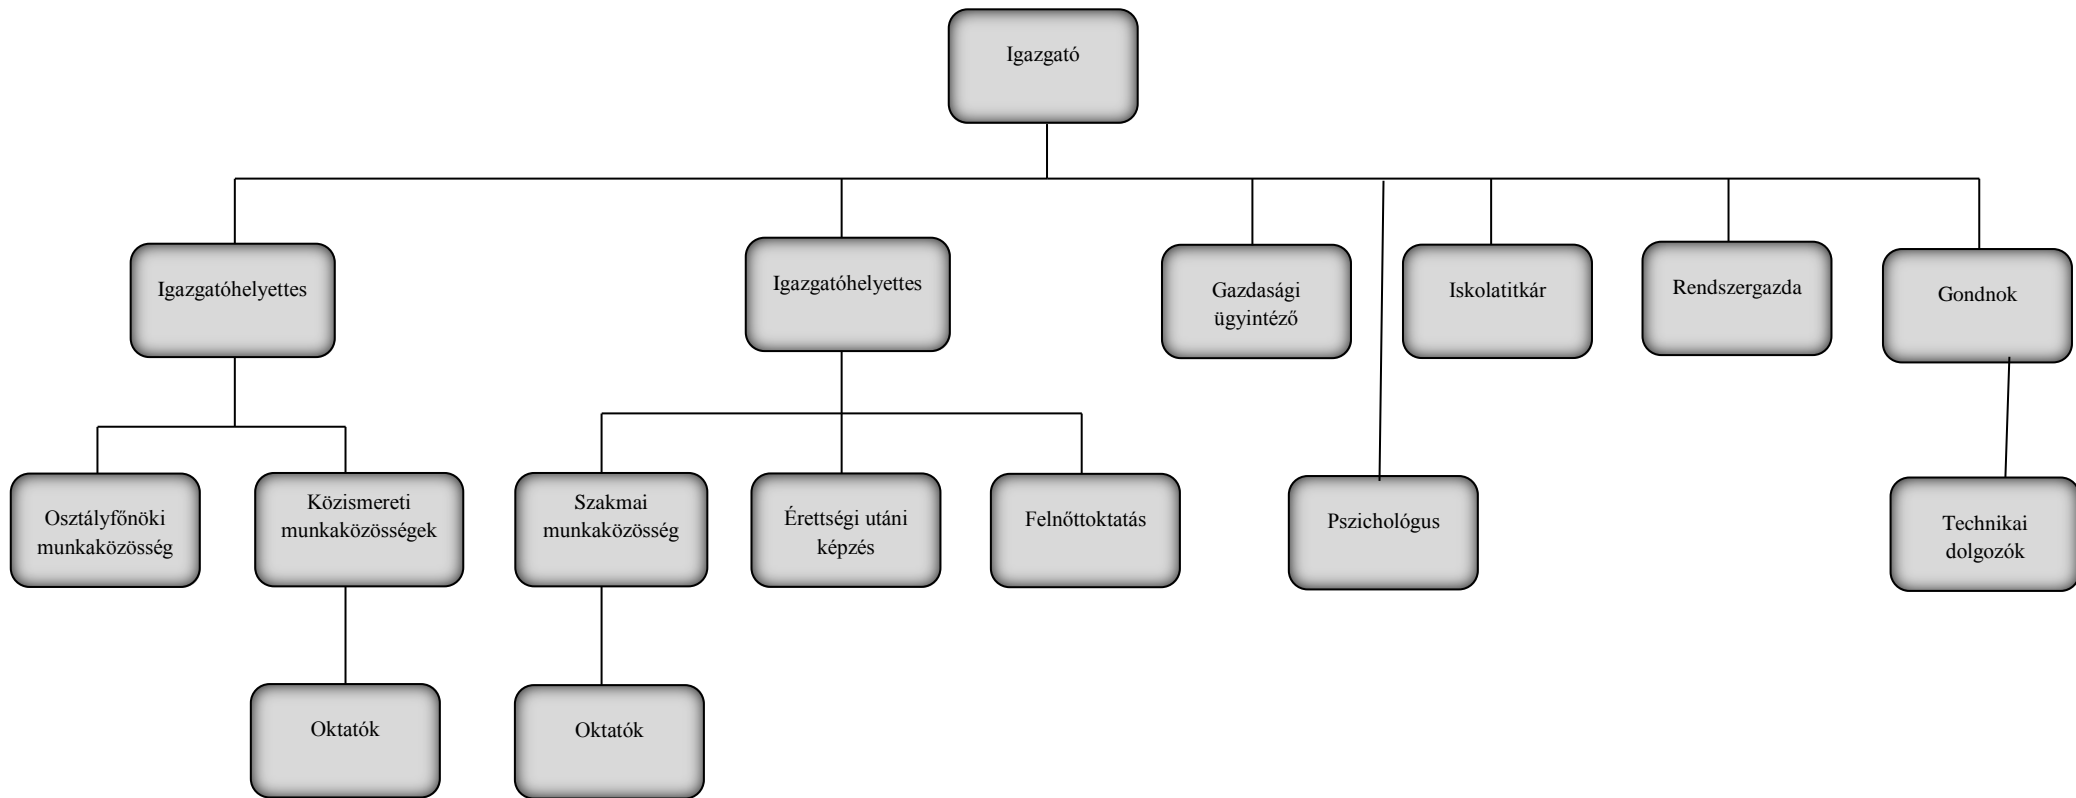 Igazgató
Igazgatóhelyettes
Igazgatóhelyettes
Gazdasági
ügyintéző
Iskolatitkár
Rendszergazda
Gondnok
Osztályfőnöki
munkaközösség
Közismereti
munkaközösségek
Szakmai
munkaközösség
Érettségi utáni
képzés
Felnőttoktatás
Pszichológus
Technikai
dolgozók
Oktatók
Oktatók